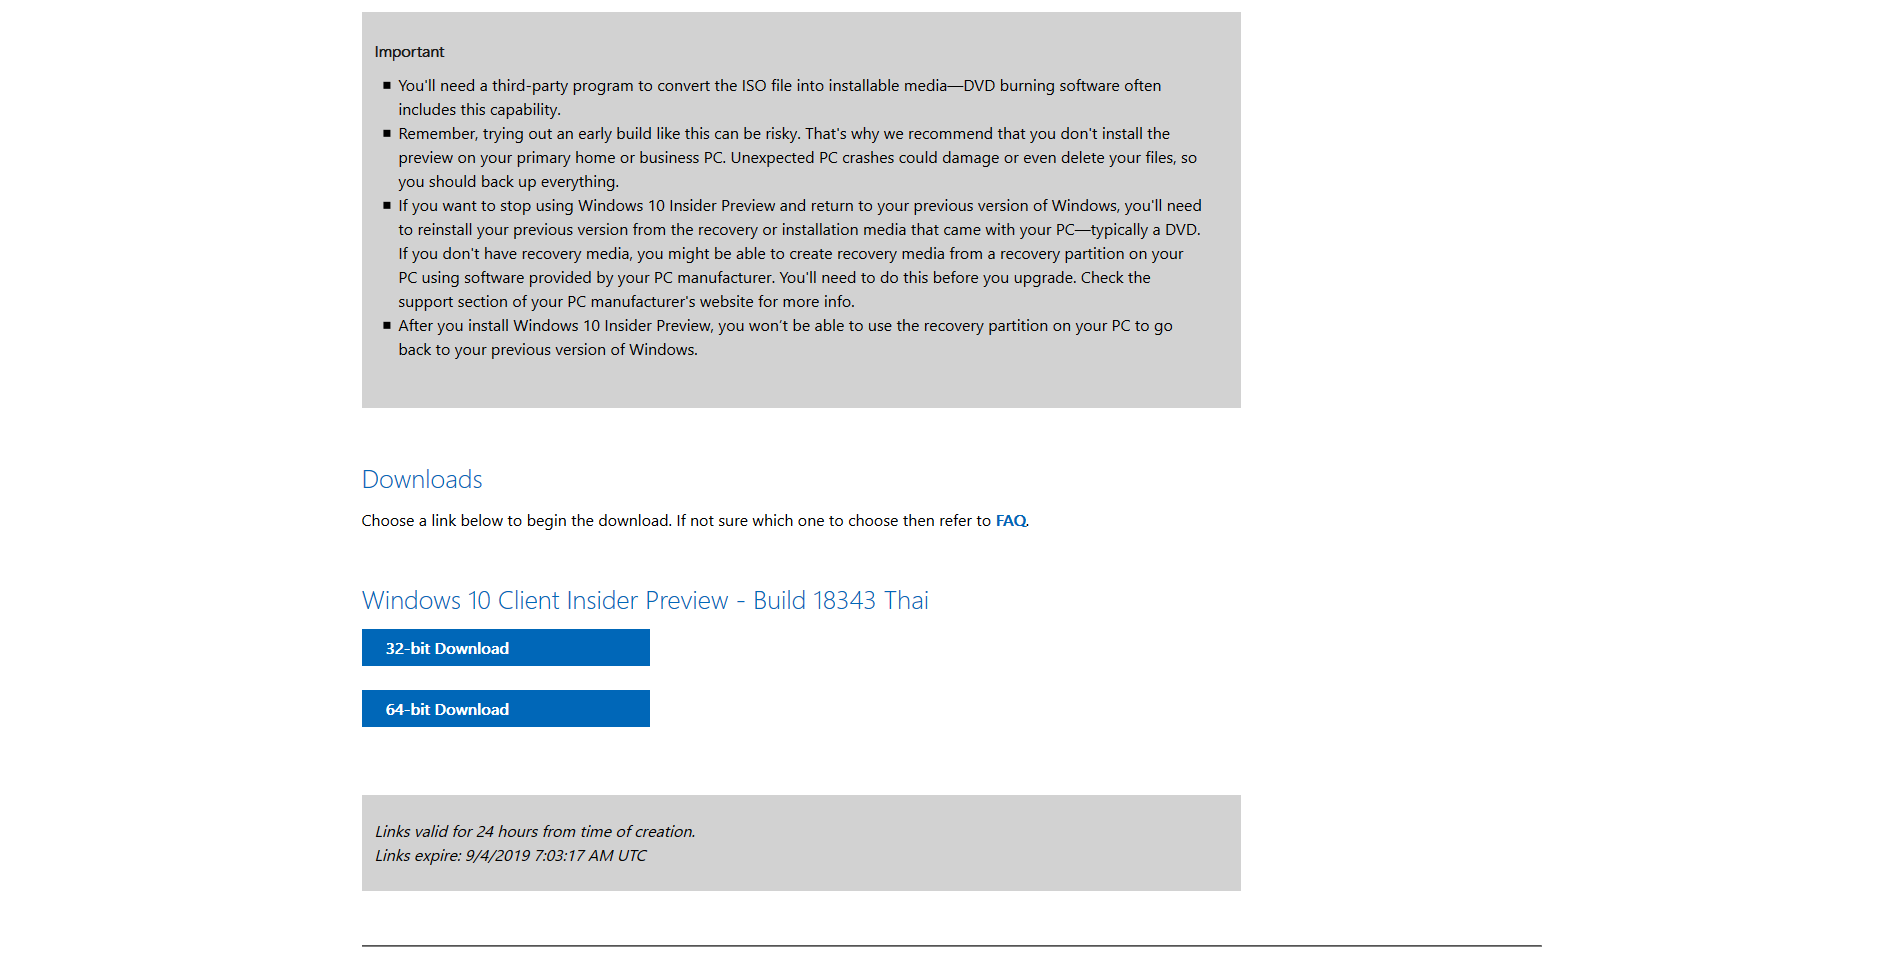 Important
You'll need a third-party program to convert the ISO file into installable media—DVD burning software often
includes this capability.
Remember, trying out an early build like this can be risky. That's why we recommend that you don't install the
preview on your primary home or business PC. Unexpected PC crashes could damage or even delete your files, so
you should back up everything.
If you want to stop using Windows 10 Insider Preview and return to your previous version of Windows, you'll need
to reinstall your previous version from the recovery or installation media that came with your PC—typically a DVD.
If you don't have recovery media, you might be able to create recovery media from a recovery partition on your
PC using software provided by your PC manufacturer. You'll need to do this before you upgrade. Check the
support section of your PC manufacturer's website for more info.
After you install Windows 10 Insider Preview, you won’t be able to use the recovery partition on your PC to go
back to your previous version of Windows.
Downloads
Choose a link below to begin the download. If not sure which one to choose then refer to FAQ.
Windows 10 Client Insider Preview - Build 18343 Thai
32-bit Download
64-bit Download
Links valid for 24 hours from time of creation.
Links expire: 9/4/2019 7:03:17 AM UTC